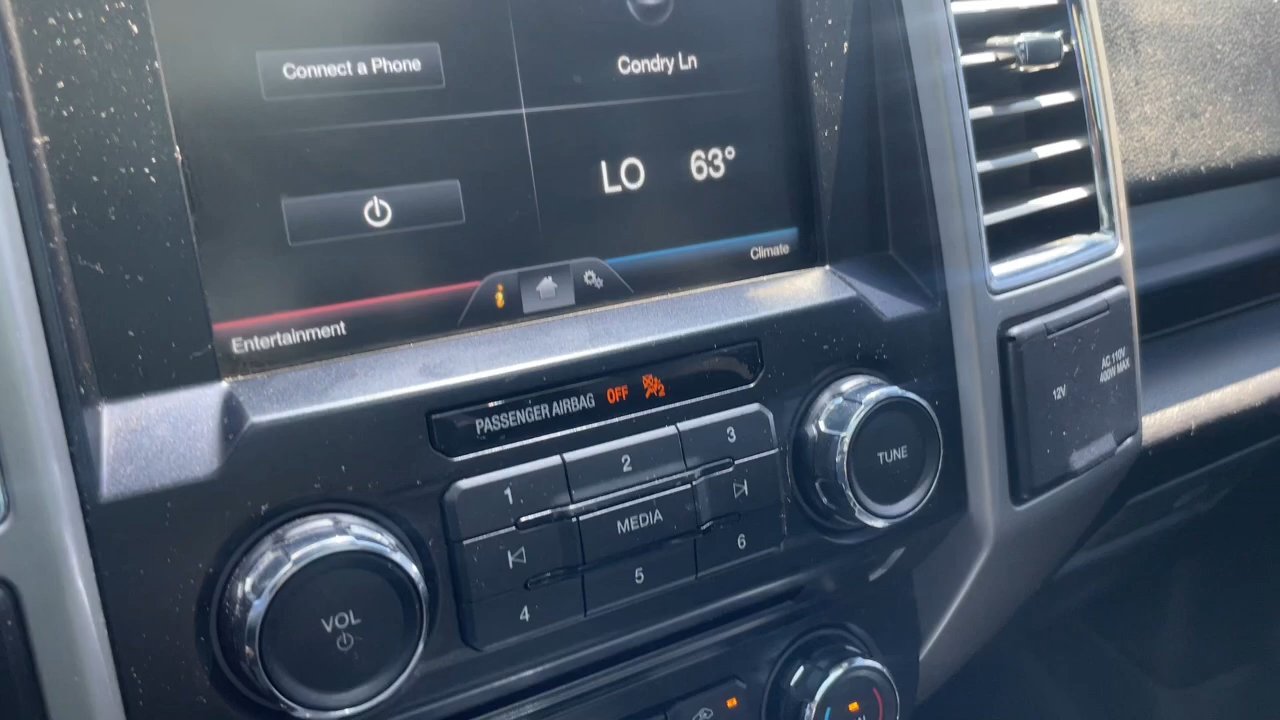 Connect a Phone
Condry Ln
LO 63°
Climate
Entertainment
PASSENGER AIRBAG OFF
2
1
2
3
MEDIA
4
5
6
VOL
TUNE
12V
AC 110V
400W MAX